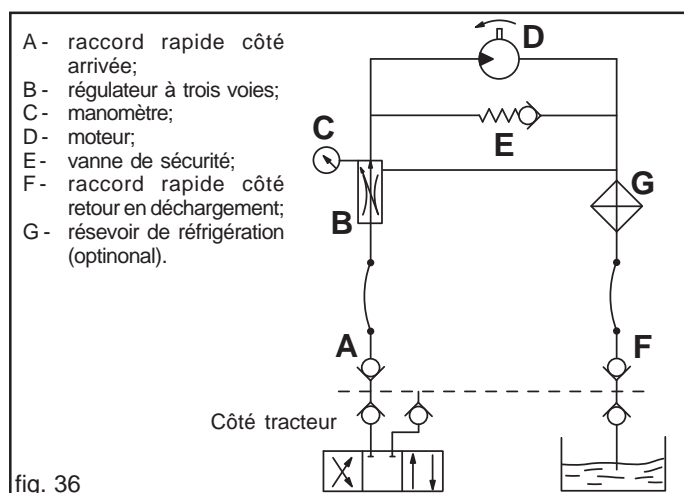 A - raccord rapide côté
arrivée;
B - régulateur à trois voies;
C - manomètre;
D - moteur;
E - vanne de sécurité;
F - raccord rapide côté
retour en déchargement;
G - résevoir de réfrigération
(optinonal).
D
C
E
G
B
A
F
Côté tracteur
fig. 36